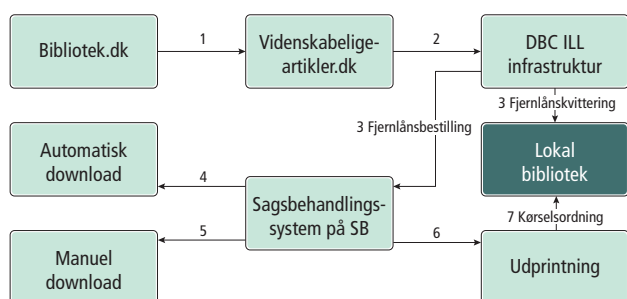 Bibliotek.dk
1
Videnskabelige-
artikler.dk
2
DBC ILL
infrastruktur
3 Fjernlånsbestilling
3 Fjernlånskvittering
Automatisk
download
4
Sagsbehandlings-
system på SB
Lokal
bibliotek
5
6
7 Kørselsordning
Manuel
download
Udprintning